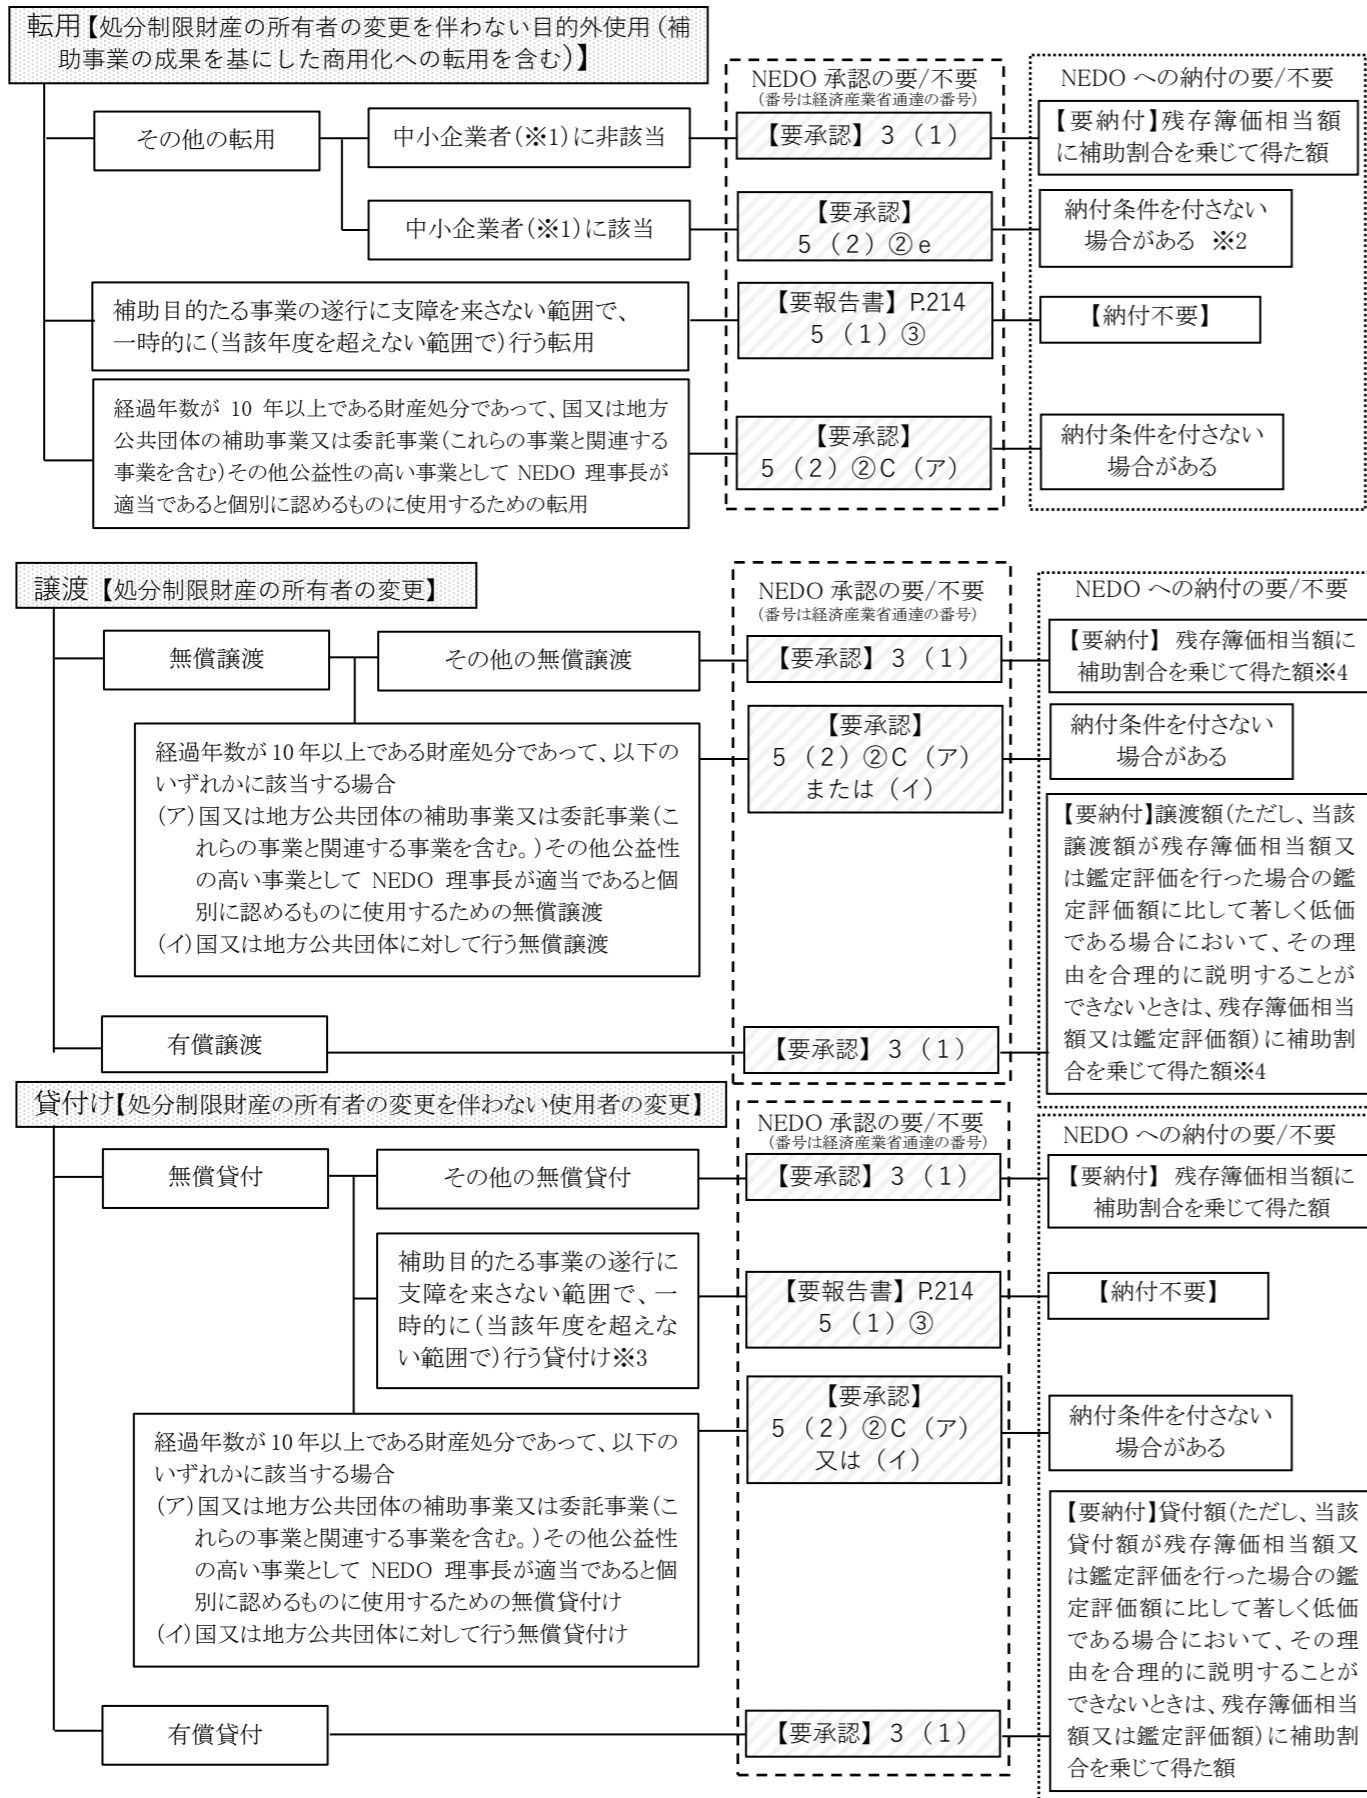 転用【処分制限財産の所有者の変更を伴わない目的外使用(補
助事業の成果を基にした商用化への転用を含む)】
NEDO 承認の要/不要
(番号は経済産業省通達の番号)
NEDO への納付の要/不要
その他の転用
中小企業者(※1)に非該当
【要承認】3(1)
【要納付】残存簿価相当額
に補助割合を乗じて得た額
中小企業者(※1)に該当
【要承認】
5(2)②e
納付条件を付さない
場合がある ※2
補助目的たる事業の遂行に支障を来さない範囲で、
一時的に(当該年度を超えない範囲で)行う転用
【要報告書】P.214
5(1)③
【納付不要】
経過年数が 10 年以上である財産処分であって、国又は地方
公共団体の補助事業又は委託事業(これらの事業と関連する
事業を含む)その他公益性の高い事業として NEDO 理事長が
適当であると個別に認めるものに使用するための転用
【要承認】
5(2)②C(ア)
納付条件を付さない
場合がある
譲渡【処分制限財産の所有者の変更】
NEDO 承認の要/不要
(番号は経済産業省通達の番号)
NEDO への納付の要/不要
無償譲渡
その他の無償譲渡
【要承認】3(1)
【要納付】 残存簿価相当額に
補助割合を乗じて得た額※4
経過年数が 10 年以上である財産処分であって、以下の
いずれかに該当する場合
(ア)国又は地方公共団体の補助事業又は委託事業(こ
れらの事業と関連する事業を含む。)その他公益性
の高い事業として NEDO 理事長が適当であると個
別に認めるものに使用するための無償譲渡
(イ)国又は地方公共団体に対して行う無償譲渡
【要承認】
5(2)②C(ア)
または(イ)
納付条件を付さない
場合がある
有償譲渡
【要承認】3(1)
【要納付】譲渡額(ただし、当該
譲渡額が残存簿価相当額又
は鑑定評価を行った場合の鑑
定評価額に比して著しく低価
である場合において、その理
由を合理的に説明することが
できないときは、残存簿価相当
額又は鑑定評価額)に補助割
合を乗じて得た額※4
貸付け【処分制限財産の所有者の変更を伴わない使用者の変更】
NEDO 承認の要/不要
(番号は経済産業省通達の番号)
NEDO への納付の要/不要
無償貸付
その他の無償貸付
【要承認】3(1)
【要納付】 残存簿価相当額に
補助割合を乗じて得た額
補助目的たる事業の遂行に
支障を来さない範囲で、一
時的に(当該年度を超えな
い範囲で)行う貸付け※3
【要報告書】P.214
5(1)③
【納付不要】
経過年数が 10 年以上である財産処分であって、以下の
いずれかに該当する場合
(ア)国又は地方公共団体の補助事業又は委託事業(こ
れらの事業と関連する事業を含む。)その他公益性
の高い事業として NEDO 理事長が適当であると個
別に認めるものに使用するための無償貸付け
(イ)国又は地方公共団体に対して行う無償貸付け
【要承認】
5(2)②C(ア)
又は(イ)
納付条件を付さない
場合がある
有償貸付
【要承認】3(1)
【要納付】貸付額(ただし、当該
貸付額が残存簿価相当額又
は鑑定評価を行った場合の鑑
定評価額に比して著しく低価
である場合において、その理
由を合理的に説明することが
できないときは、残存簿価相当
額又は鑑定評価額)に補助割
合を乗じて得た額